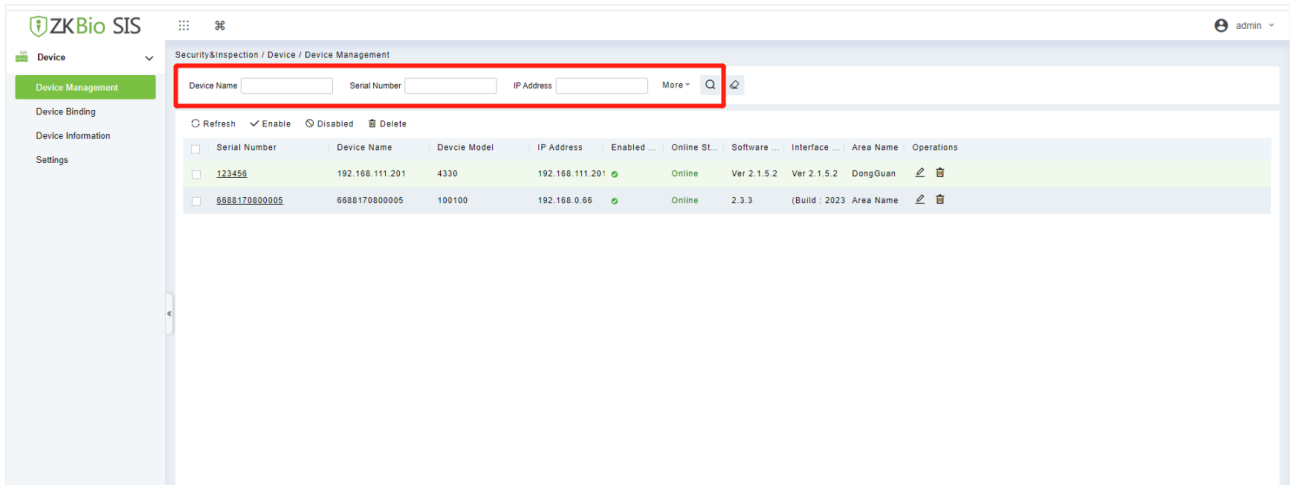 ZKBio SIS
admin
Device
Security&Inspection / Device / Device Management
Device Management
Device Name Serial Number IP Address More
Device Binding
Refresh Enable Disabled Delete
Device Information
Serial Number Device Name Devcie Model IP Address Enabled ... Online St... Software ... Interface ... Area Name Operations
Settings
123456 192.168.111.201 4330 192.168.111.201 Online Ver 2.1.5.2 Ver 2.1.5.2 DongGuan
6688170800005 6688170800005 100100 192.168.0.66 Online 2.3.3 (Build : 2023 Area Name